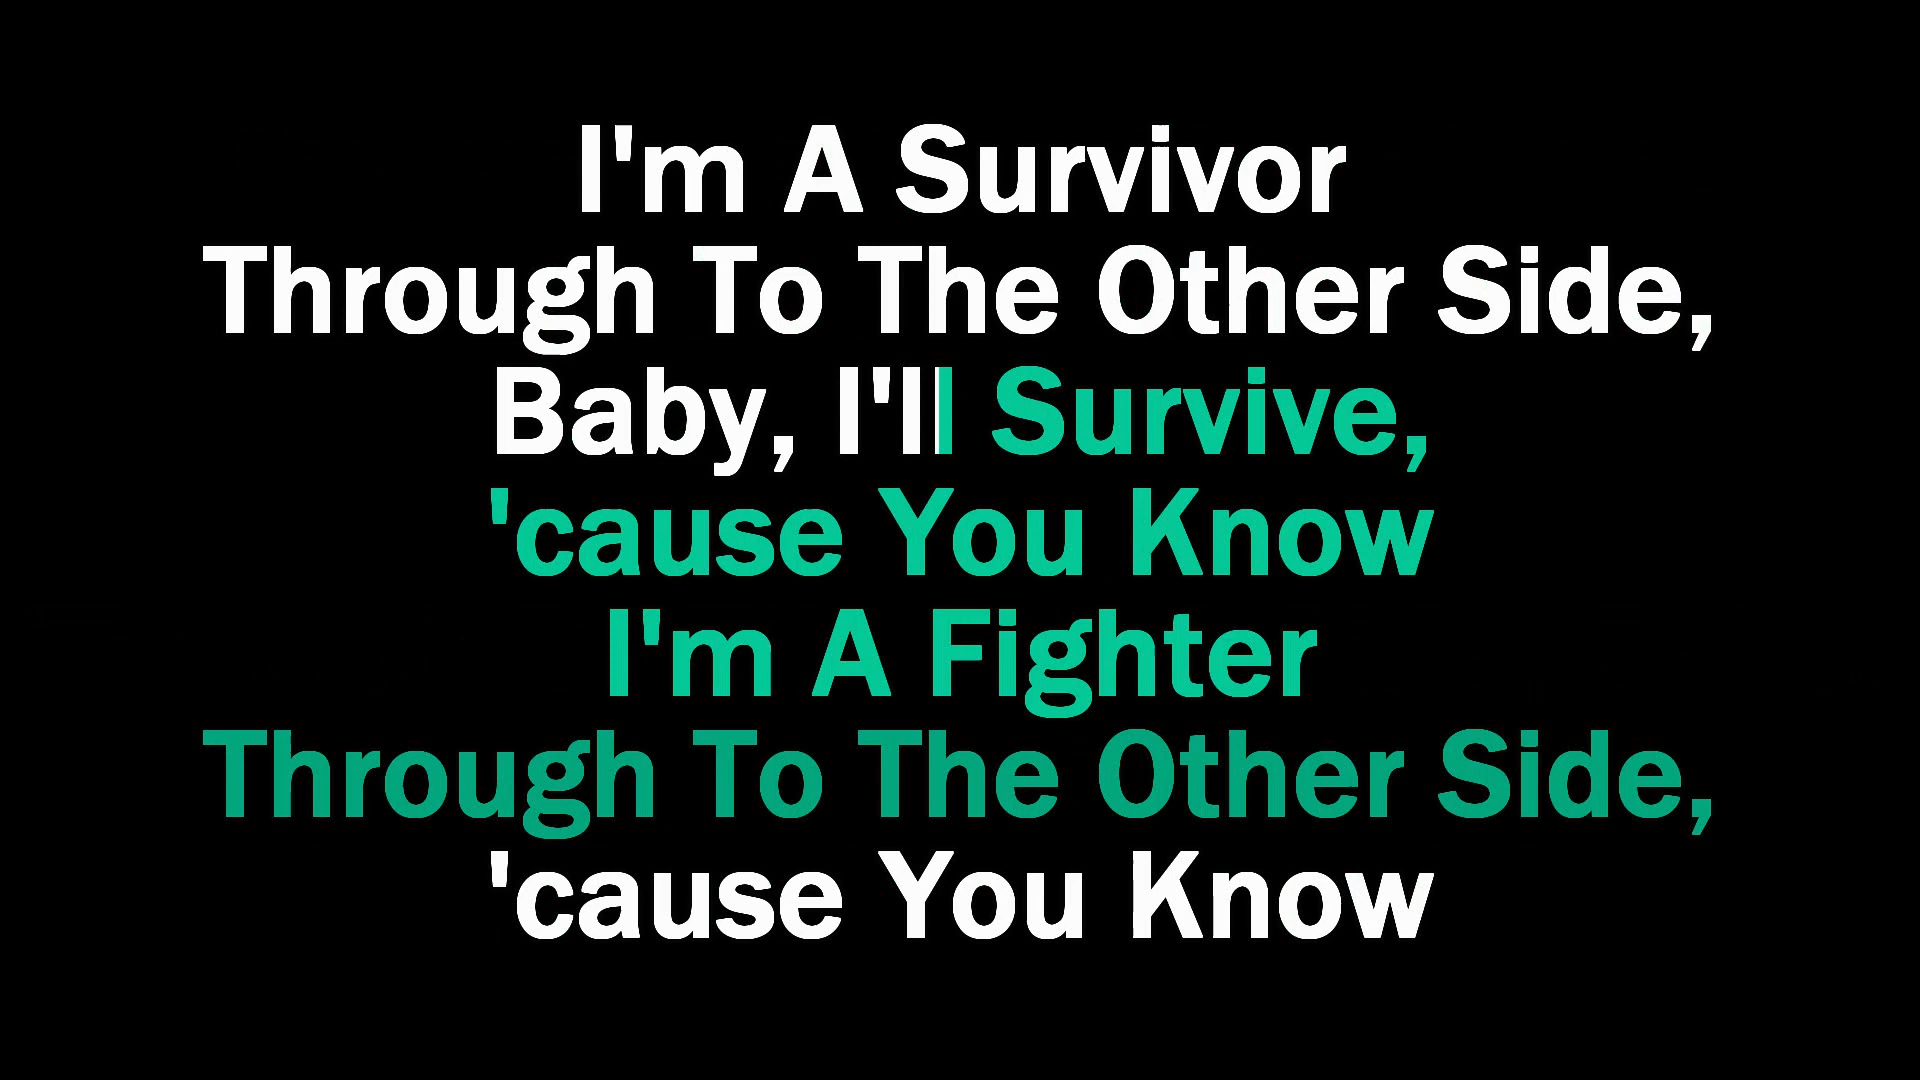 I'm A Survivor
Through To The Other Side,
Baby, I'll Survive,
'cause You Know
I'm A Fighter
Through To The Other Side,
'cause You Know